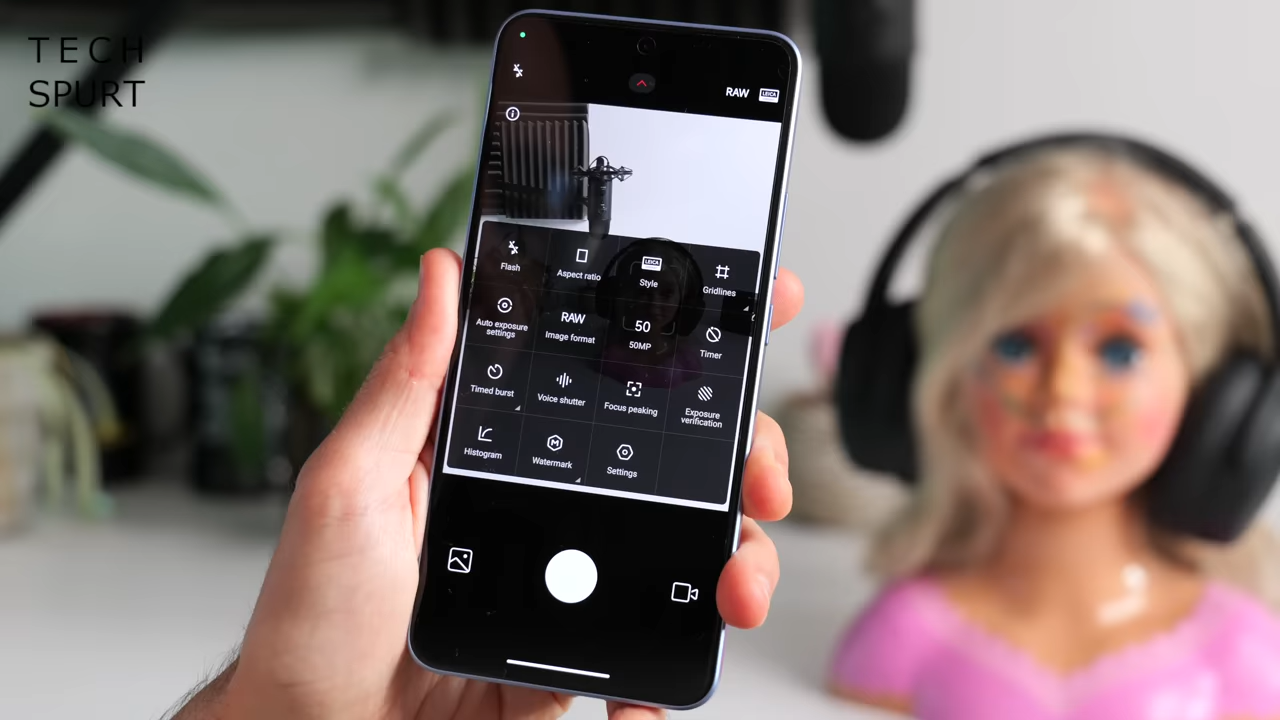 TECH
SPURT
RAW LEICA
Flash
Aspect ratio
LEICA
Style
Gridlines
Auto exposure
settings
RAW
Image format
50
50MP
Timer
Timed burst
Voice shutter
Focus peaking
Exposure
verification
Histogram
M
Watermark
Settings